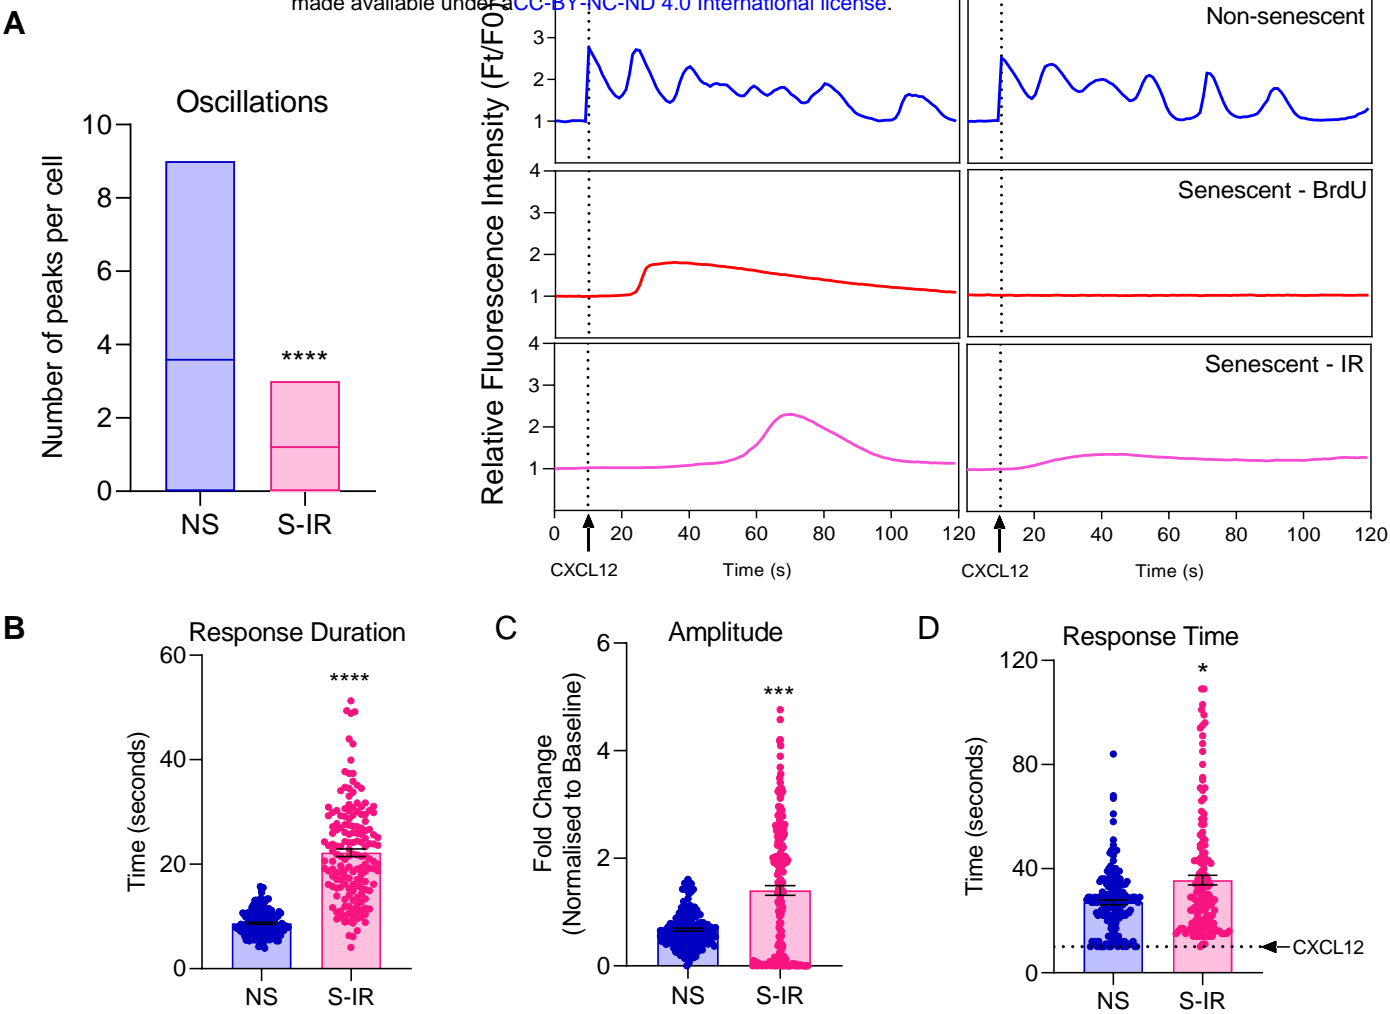 made available under aCC-BY-NC-ND 4.0 International license.
A
Oscillations
Number of peaks per cell
10
8
6
4
2
0
****
NS
S-IR
Relative Fluorescence Intensity (Ft/F0)
3
2
1
Non-senescent
4
3
2
1
Senescent - BrdU
4
3
2
1
Senescent - IR
0
20
40
60
80
100
120
20
40
60
80
100
120
CXCL12
Time (s)
CXCL12
Time (s)
B
Response Duration
Time (seconds)
60
40
20
0
****
NS
S-IR
C
Amplitude
Fold Change
(Normalised to Baseline)
6
4
2
0
***
NS
S-IR
D
Response Time
Time (seconds)
120
80
40
0
*
CXCL12
NS
S-IR